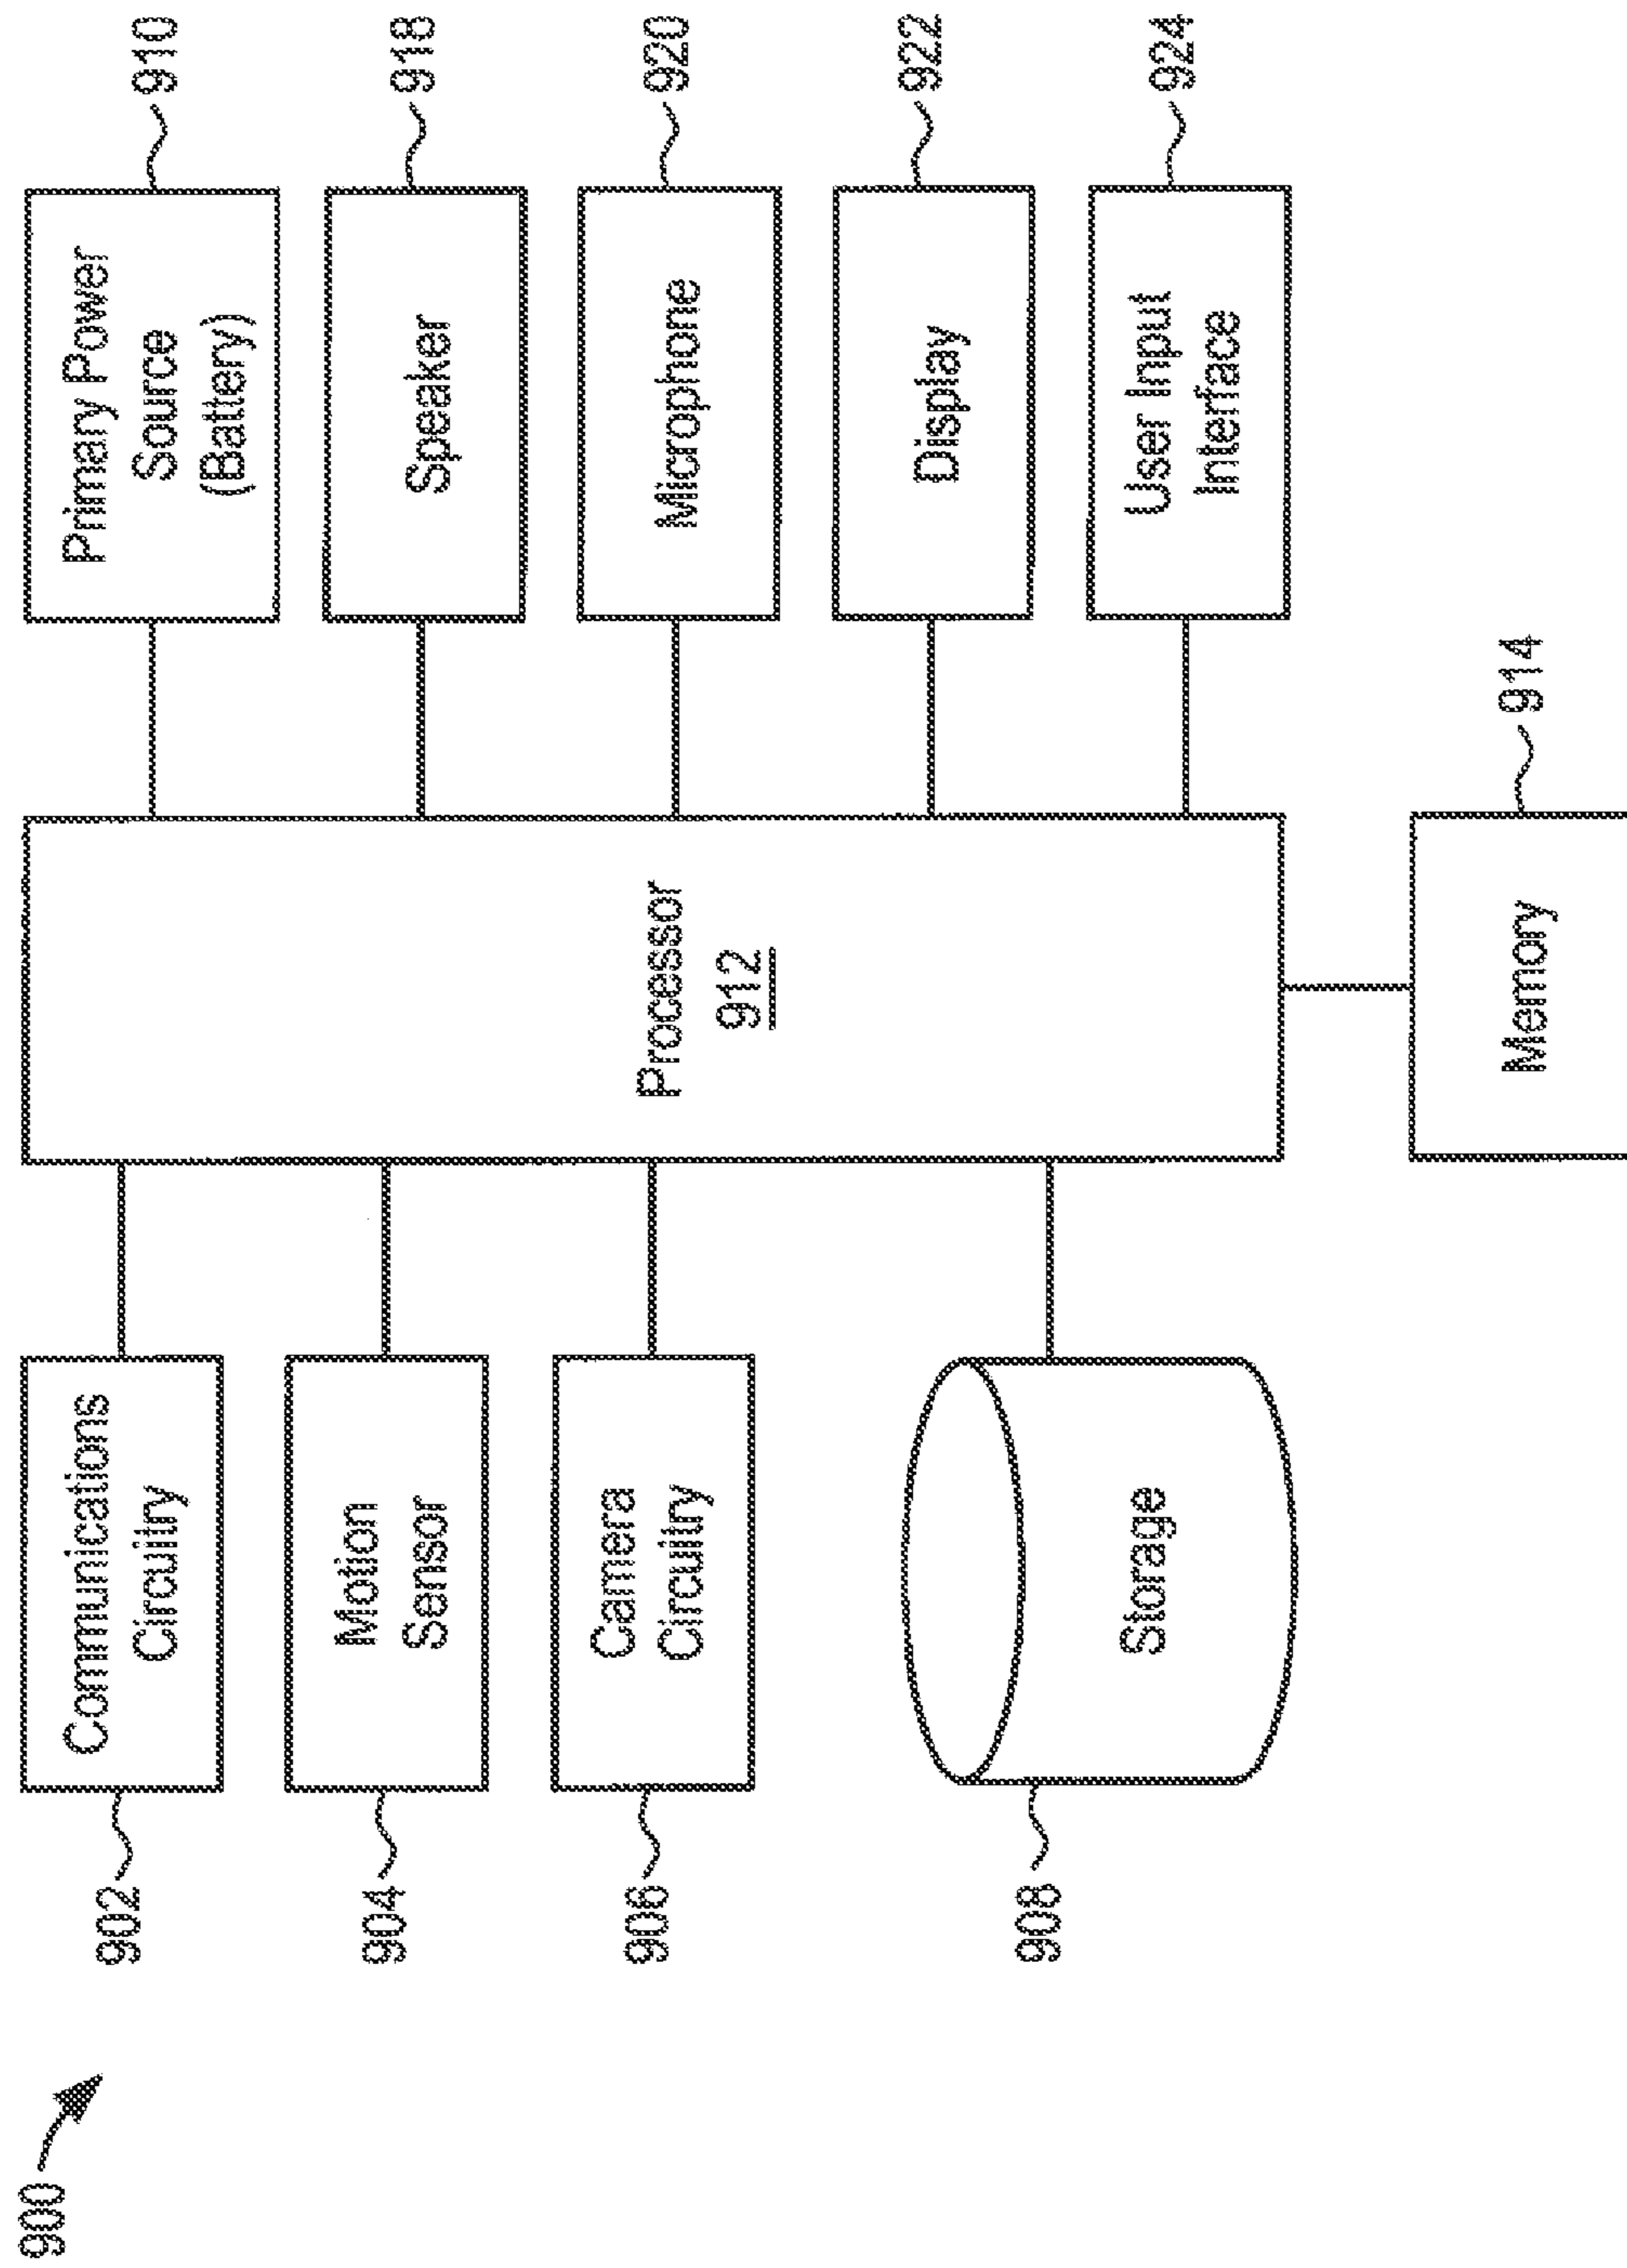 900
902
Communications
Circuitry
904
Motion
Sensor
906
Camera
Circuitry
908
Storage
Processor
912
Primary Power
Source
(Battery)
910
Speaker
918
Microphone
920
Display
922
User Input
Interface
924
Memory
914